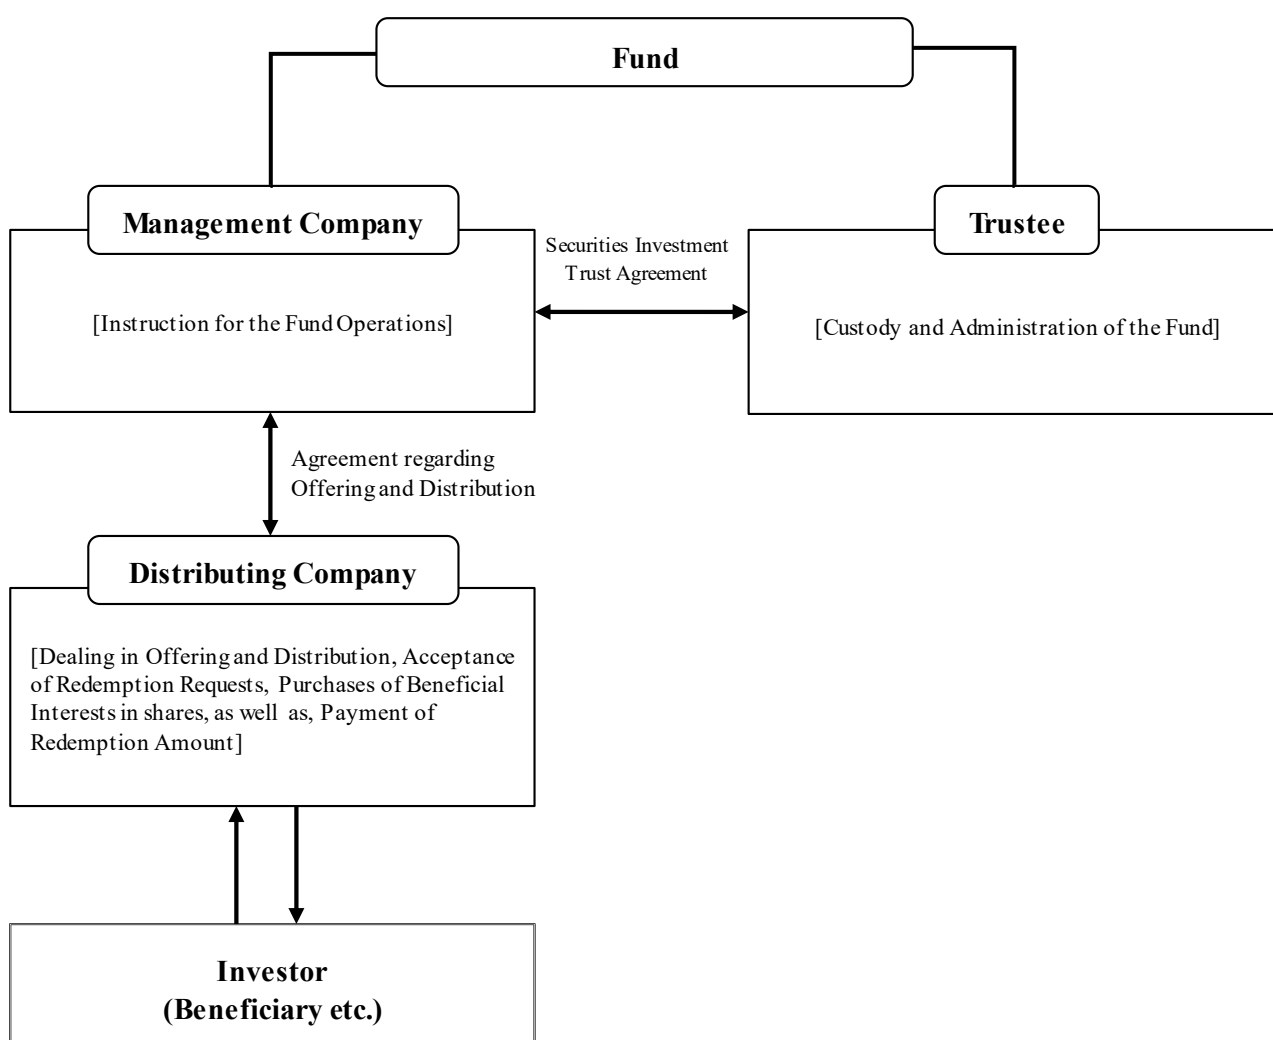 Fund
Management Company
Trustee
Securities Investment
Trust Agreement
[Instruction for the Fund Operations]
[Custody and Administration of the Fund]
Agreement regarding
Offering and Distribution
Distributing Company
[Dealing in Offering and Distribution, Acceptance
of Redemption Requests, Purchases of Beneficial
Interests in shares, as well as, Payment of
Redemption Amount]
Investor
(Beneficiary etc.)